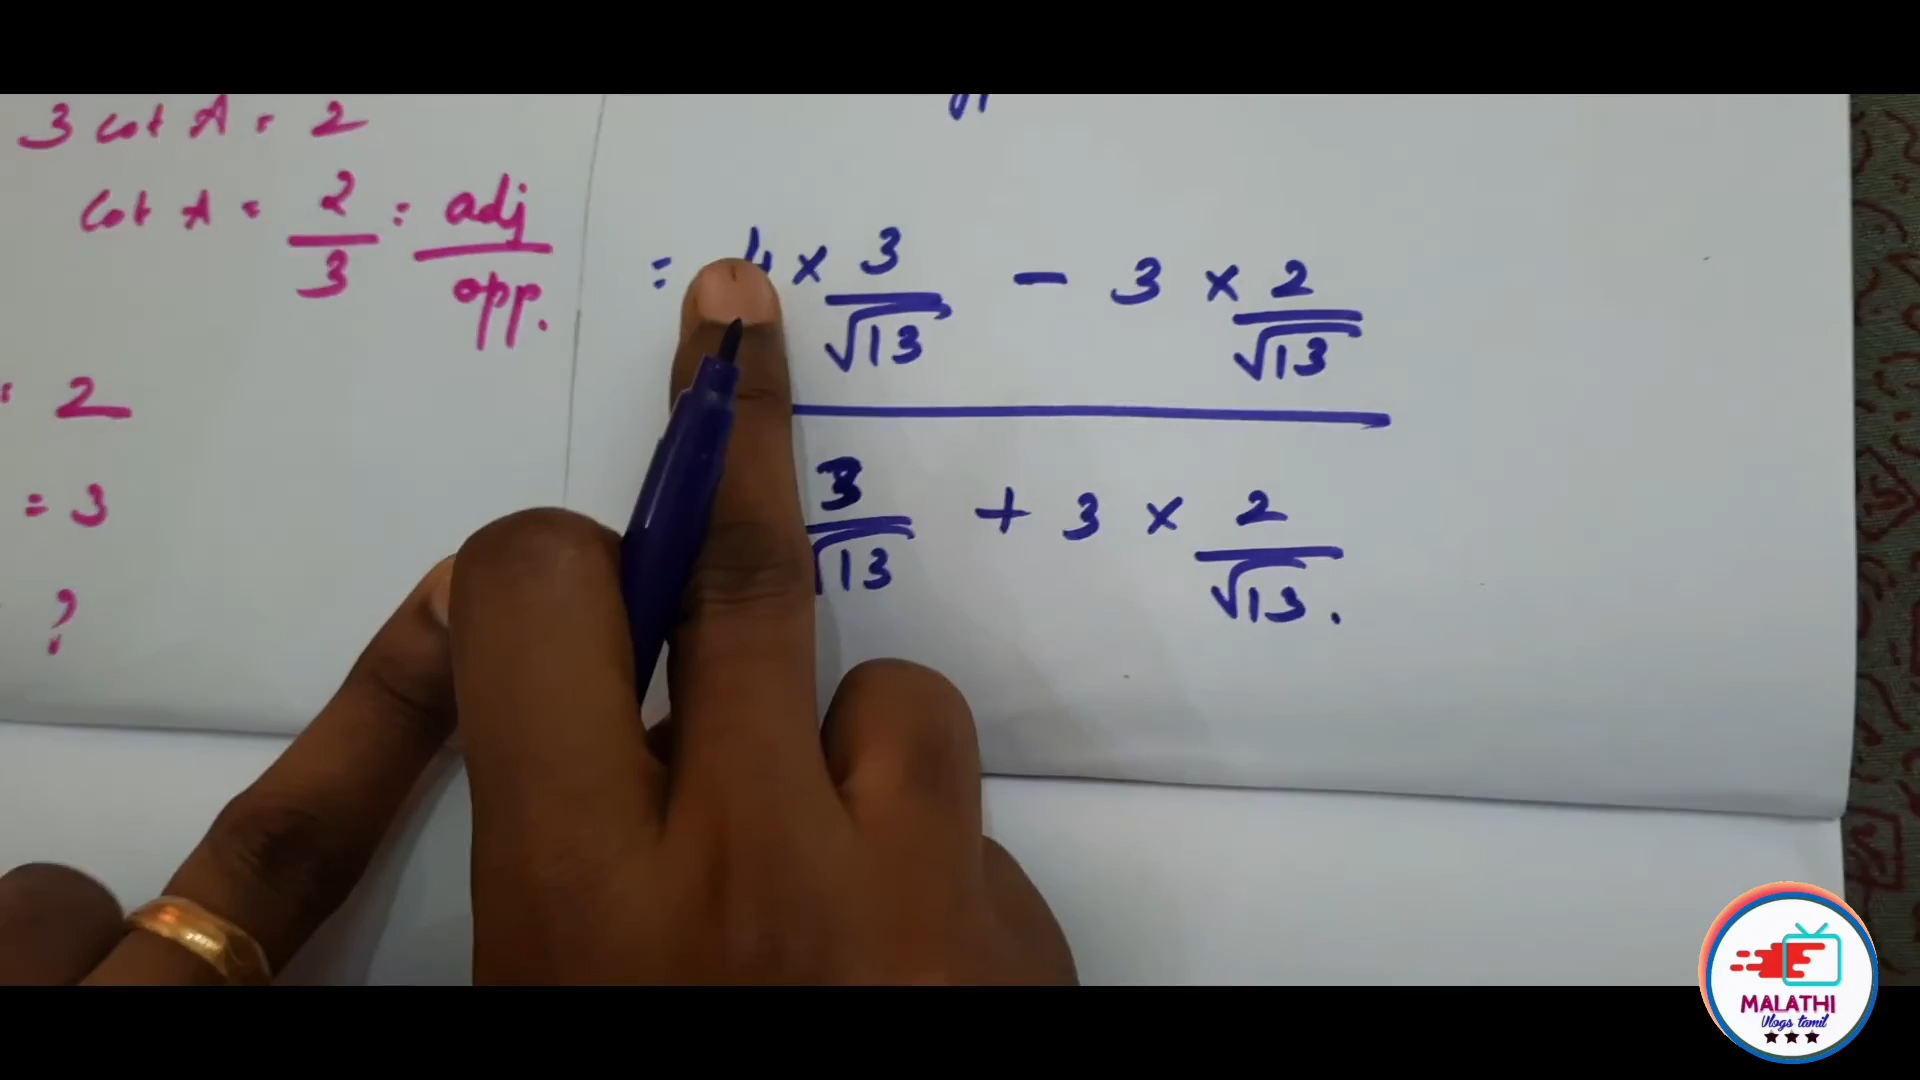 3 cot A = 2
cot A = 2/3 = adj/opp.
= 2
= 3
?
= 4 × 3/√13 - 3 × 2/√13
3/√13 + 3 × 2/√13.
MALATHI
Vlogs tamil